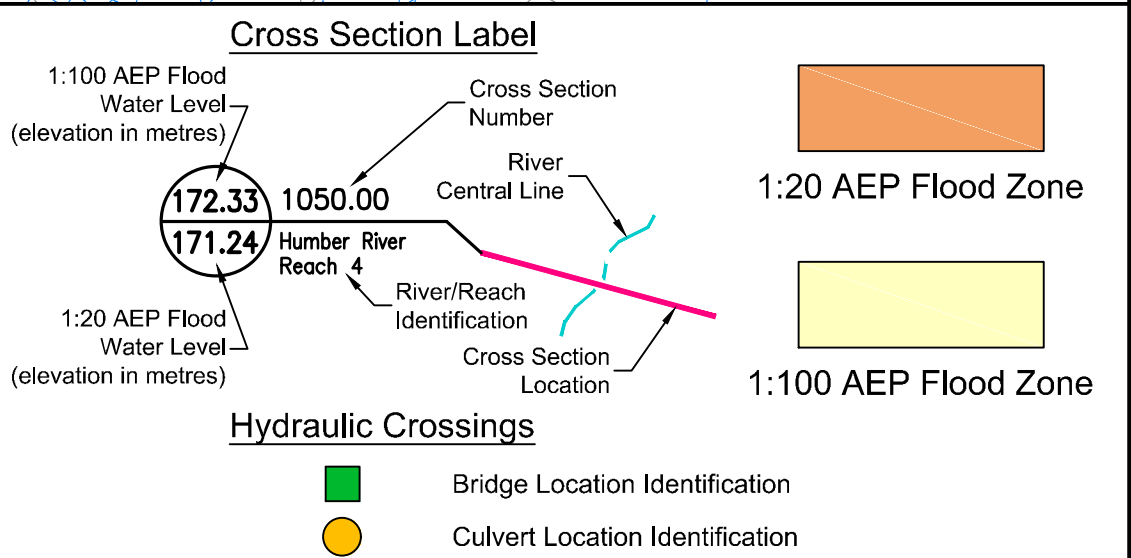 Cross Section Label
1:100 AEP Flood
Water Level
(elevation in metres)
Cross Section
Number
River
Central Line
172.33
1050.00
171.24
Humber River
Reach 4
River/Reach
Identification
1:20 AEP Flood
Water Level
(elevation in metres)
Cross Section
Location
1:20 AEP Flood Zone
1:100 AEP Flood Zone
Hydraulic Crossings
Bridge Location Identification
Culvert Location Identification